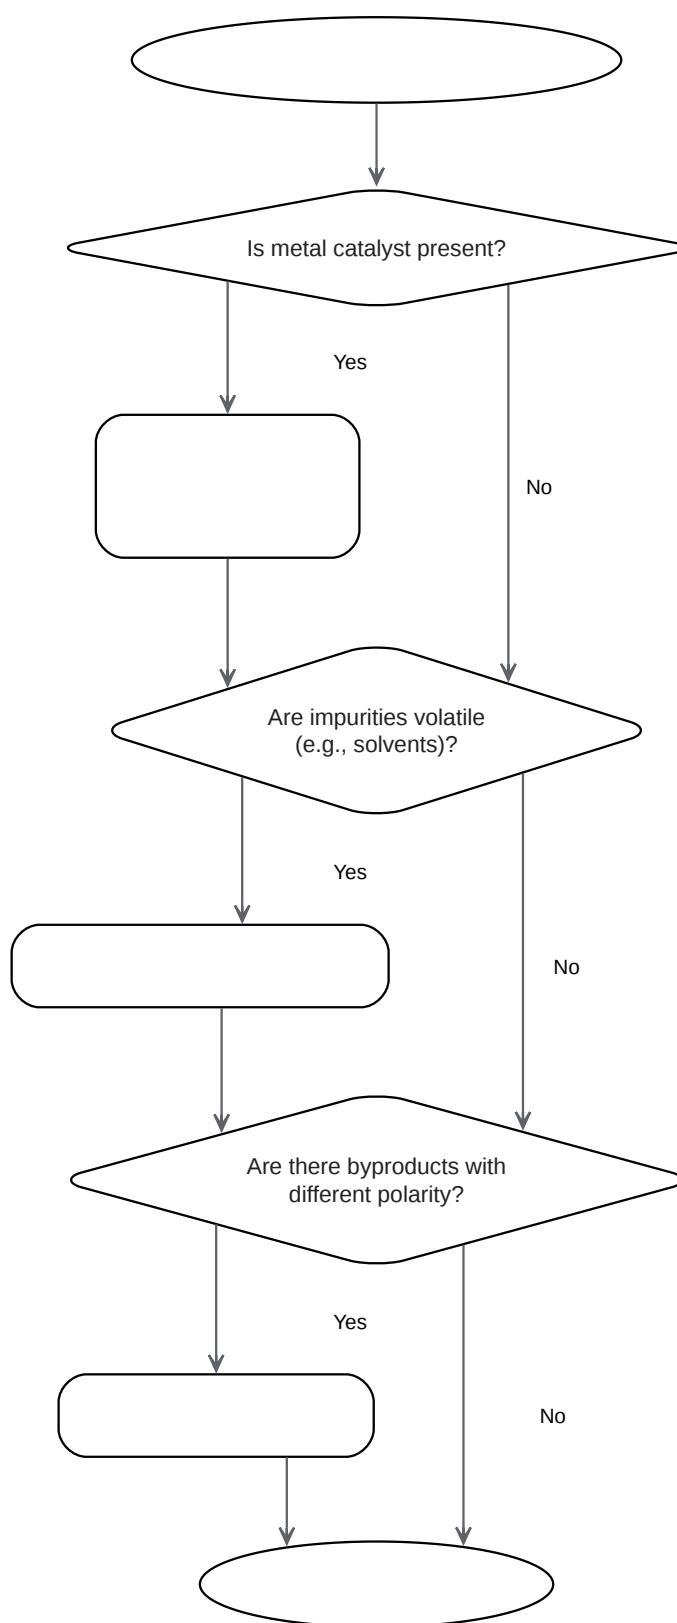 Is metal catalyst present?
Yes
No
Are impurities volatile
(e.g., solvents)?
Yes
No
Are there byproducts with
different polarity?
Yes
No